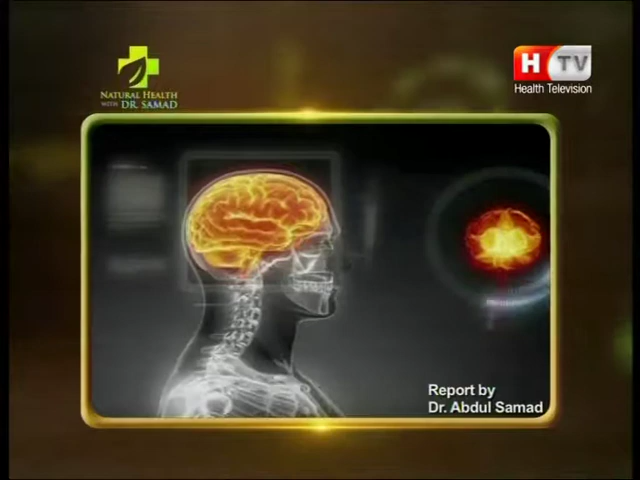 NATURAL HEALTH
WITH DR. SAMAD
H TV
Health Television
Report by
Dr. Abdul Samad